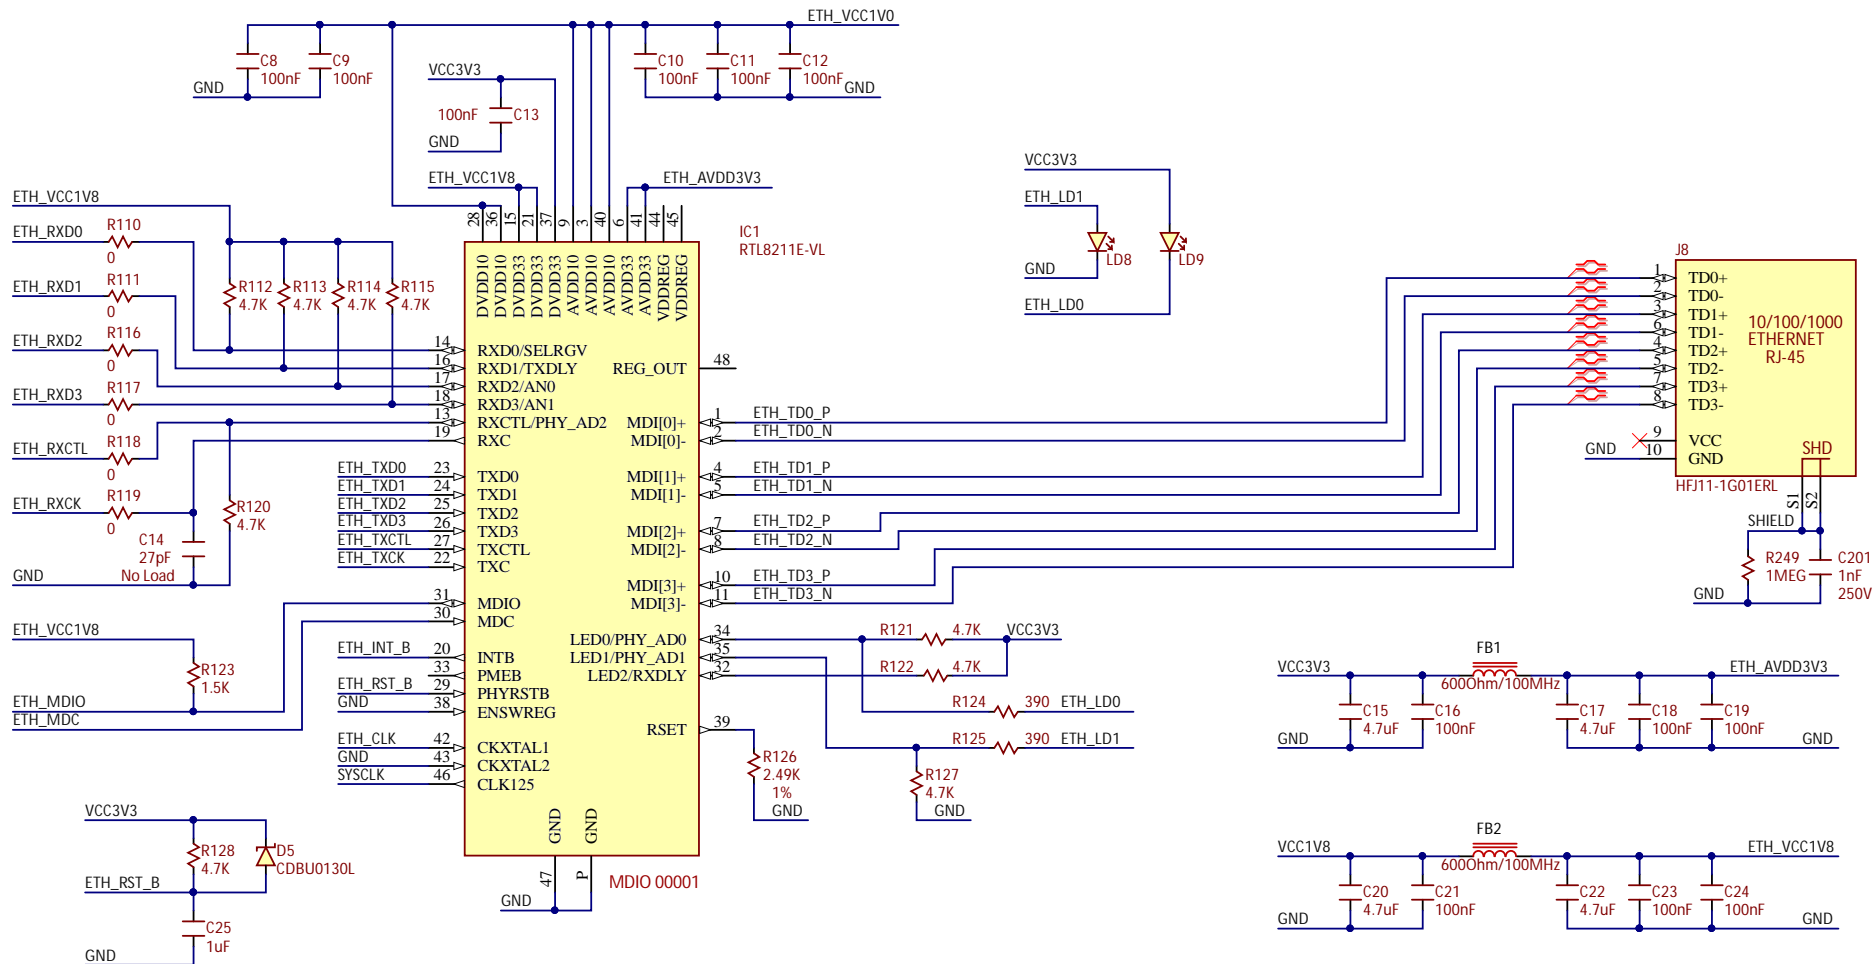 ETH_VCC1V0
C8
100nF
C9
100nF
C10
100nF
C11
100nF
C12
100nF
GND
GND
VCC3V3
100nF
C13
GND
ETH_VCC1V8
ETH_AVDD3V3
28
36
15
21
37
9
3
40
6
41
44
45
IC1
RTL8211E-VL
DVDD10
DVDD10
DVDD33
DVDD33
AVDD10
AVDD10
AVDD10
AVDD33
AVDD33
VDDREG
VDDREG
ETH_VCC1V8
ETH_RXD0
R110
0
ETH_RXD1
R111
0
R112
4.7K
R113
4.7K
R114
4.7K
R115
4.7K
ETH_RXD2
R116
0
ETH_RXD3
R117
0
ETH_RXCTL
R118
0
ETH_RXCK
R119
0
R120
4.7K
C14
27pF
No Load
GND
14
RXD0/SELRGV
16
RXD1/TXDLY
17
RXD2/AN0
18
RXD3/AN1
13
RXCTL/PHY_AD2
19
RXC
ETH_TXD0
23
TXD0
ETH_TXD1
24
TXD1
ETH_TXD2
25
TXD2
ETH_TXD3
26
TXD3
ETH_TXCTL
27
TXCTL
ETH_TXCK
22
TXC
31
MDIO
30
MDC
ETH_VCC1V8
R123
1.5K
ETH_MDIO
ETH_MDC
ETH_INT_B
20
INTB
33
PMEB
ETH_RST_B
29
PHYRSTB
GND
38
ENSWREG
ETH_CLK
42
CKXTAL1
GND
43
CKXTAL2
SYSCLK
46
CLK125
REG_OUT
48
MDI[0]+
1
ETH_TD0_P
MDI[0]-
2
ETH_TD0_N
MDI[1]+
4
ETH_TD1_P
MDI[1]-
5
ETH_TD1_N
MDI[2]+
7
ETH_TD2_P
MDI[2]-
8
ETH_TD2_N
MDI[3]+
10
ETH_TD3_P
MDI[3]-
11
ETH_TD3_N
LED0/PHY_AD0
34
R121
4.7K
VCC3V3
LED1/PHY_AD1
35
LED2/RXDLY
32
R122
4.7K
R124
390
ETH_LD0
RSET
39
R125
390
ETH_LD1
R126
2.49K
1%
GND
R127
4.7K
GND
GND
GND
47
P
GND
MDIO 00001
VCC3V3
R128
4.7K
D5
CDBU0130L
ETH_RST_B
C25
1uF
GND
VCC3V3
ETH_LD1
LD8
LD9
GND
ETH_LD0
J8
1
TD0+
2
TD0-
3
TD1+
6
TD1-
4
TD2+
5
TD2-
7
TD3+
8
TD3-
10/100/1000
ETHERNET
RJ-45
9
VCC
GND
10
GND
SHD
HFJ11-1G01ERL
S1
S2
SHIELD
R249
1MEG
C201
1nF
250V
GND
FB1
VCC3V3
600Ohm/100MHz
ETH_AVDD3V3
C15
4.7uF
C16
100nF
C17
4.7uF
C18
100nF
C19
100nF
GND
GND
FB2
VCC1V8
600Ohm/100MHz
ETH_VCC1V8
C20
4.7uF
C21
100nF
C22
4.7uF
C23
100nF
C24
100nF
GND
GND